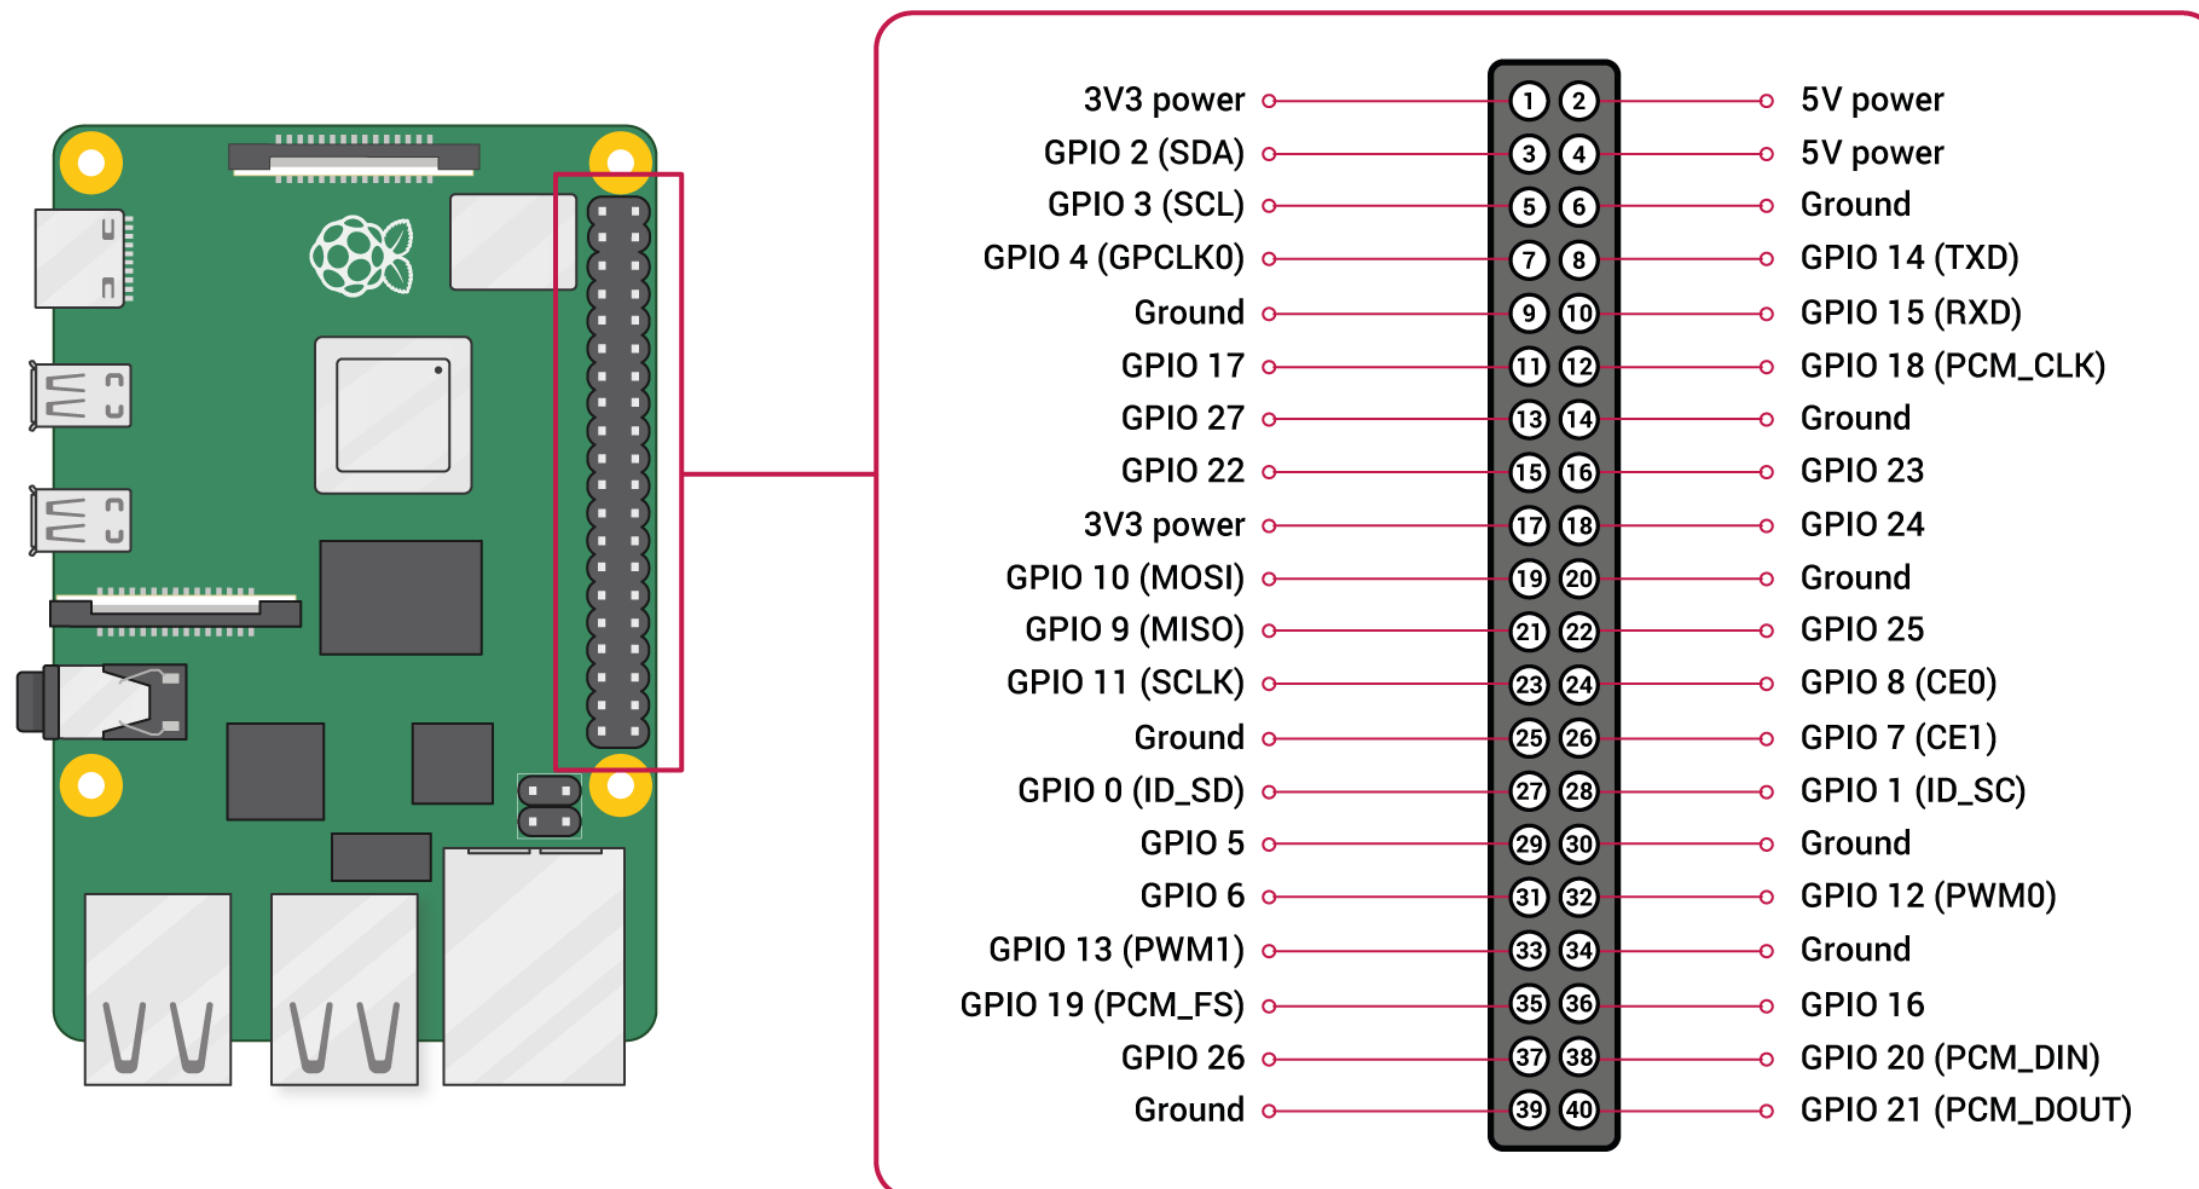 3V3 power 1 2 5V power
GPIO 2 (SDA) 3 4 5V power
GPIO 3 (SCL) 5 6 Ground
GPIO 4 (GPCLK0) 7 8 GPIO 14 (TXD)
Ground 9 10 GPIO 15 (RXD)
GPIO 17 11 12 GPIO 18 (PCM_CLK)
GPIO 27 13 14 Ground
GPIO 22 15 16 GPIO 23
3V3 power 17 18 GPIO 24
GPIO 10 (MOSI) 19 20 Ground
GPIO 9 (MISO) 21 22 GPIO 25
GPIO 11 (SCLK) 23 24 GPIO 8 (CE0)
Ground 25 26 GPIO 7 (CE1)
GPIO 0 (ID_SD) 27 28 GPIO 1 (ID_SC)
GPIO 5 29 30 Ground
GPIO 6 31 32 GPIO 12 (PWM0)
GPIO 13 (PWM1) 33 34 Ground
GPIO 19 (PCM_FS) 35 36 GPIO 16
GPIO 26 37 38 GPIO 20 (PCM_DIN)
Ground 39 40 GPIO 21 (PCM_DOUT)